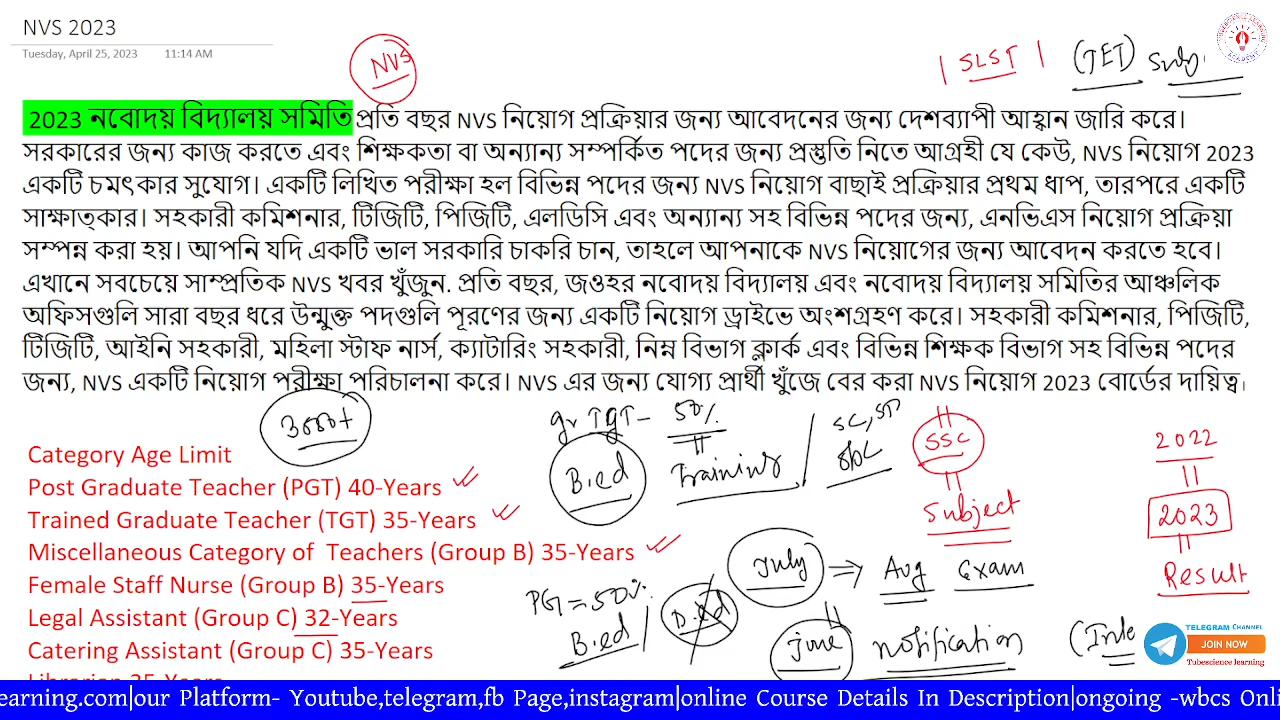 NVS 2023
Tuesday, April 25, 2023 11:14 AM
NVS
| SLST | (TET)
2023 নবোদয় বিদ্যালয় সমিতি প্রতি বছর NVS নিয়োগ প্রক্রিয়ার জন্য আবেদনের জন্য দেশব্যাপী আহ্বান জারি করে।
সরকারের জন্য কাজ করতে এবং শিক্ষকতা বা অন্যান্য সম্পর্কিত পদের জন্য প্রস্তুতি নিতে আগ্রহী যে কেউ, NVS নিয়োগ 2023
একটি চমৎকার সুযোগ। একটি লিখিত পরীক্ষা হল বিভিন্ন পদের জন্য NVS নিয়োগ বাছাই প্রক্রিয়ার প্রথম ধাপ, তারপরে একটি
সাক্ষাত্কার। সহকারী কমিশনার, টিজিটি, পিজিটি, এলডিসি এবং অন্যান্য সহ বিভিন্ন পদের জন্য, এনভিএস নিয়োগ প্রক্রিয়া
সম্পন্ন করা হয়। আপনি যদি একটি ভাল সরকারি চাকরি চান, তাহলে আপনাকে NVS নিয়োগের জন্য আবেদন করতে হবে।
এখানে সবচেয়ে সাম্প্রতিক NVS খবর খুঁজুন. প্রতি বছর, জওহর নবোদয় বিদ্যালয় এবং নবোদয় বিদ্যালয় সমিতির আঞ্চলিক
অফিসগুলি সারা বছর ধরে উন্মুক্ত পদগুলি পূরণের জন্য একটি নিয়োগ ড্রাইভে অংশগ্রহণ করে। সহকারী কমিশনার, পিজিটি,
টিজিটি, আইনি সহকারী, মহিলা স্টাফ নার্স, ক্যাটারিং সহকারী, নিম্ন বিভাগ ক্লার্ক এবং বিভিন্ন শিক্ষক বিভাগ সহ বিভিন্ন পদের
জন্য, NVS একটি নিয়োগ পরীক্ষা পরিচালনা করে। NVS এর জন্য যোগ্য প্রার্থী খুঁজে বের করা NVS নিয়োগ 2023 বোর্ডের দায়িত্ব।
3000+
gr TGT- 50%
SC, ST
OBC
SSC
2022
B.ed Training
Subject
2023
Result
Category Age Limit
Post Graduate Teacher (PGT) 40-Years
Trained Graduate Teacher (TGT) 35-Years
Miscellaneous Category of Teachers (Group B) 35-Years
Female Staff Nurse (Group B) 35-Years
Legal Assistant (Group C) 32-Years
Catering Assistant (Group C) 35-Years
July => Aug Exam
PGT = 50%
B.ed D.ed
June notification
TELEGRAM CHANNEL
JOIN NOW
Tubescience learning
earning.com|our Platform- Youtube,telegram,fb Page,instagram|online Course Details In Description|ongoing -wbcs Onli